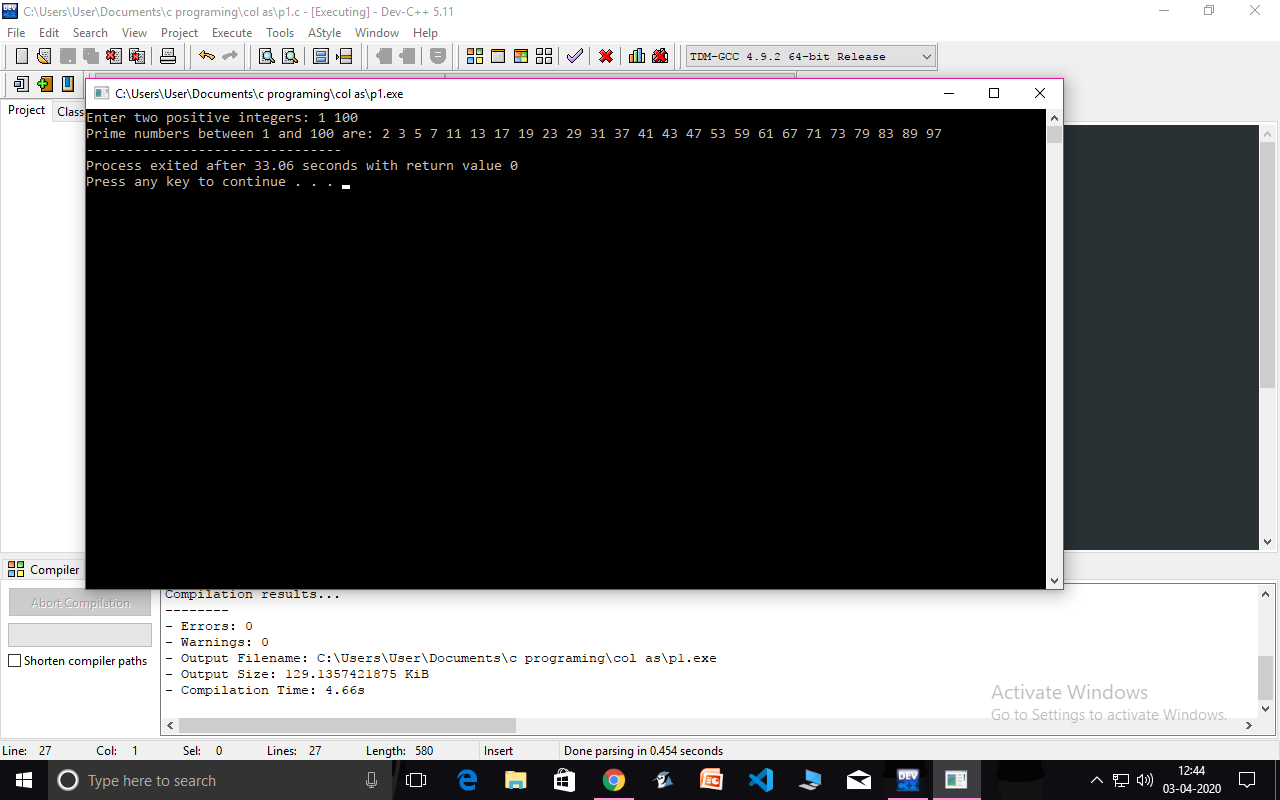 C:\Users\User\Documents\c programing\col as\p1.c - [Executing] - Dev-C++ 5.11
File Edit Search View Project Execute Tools AStyle Window Help
TDM-GCC 4.9.2 64-bit Release
Project Class
C:\Users\User\Documents\c programing\col as\p1.exe
Enter two positive integers: 1 100
Prime numbers between 1 and 100 are: 2 3 5 7 11 13 17 19 23 29 31 37 41 43 47 53 59 61 67 71 73 79 83 89 97
--------------------------------
Process exited after 33.06 seconds with return value 0
Press any key to continue . . .
Compiler
Abort Compilation
Shorten compiler paths
Compilation results...
--------
- Errors: 0
- Warnings: 0
- Output Filename: C:\Users\User\Documents\c programing\col as\p1.exe
- Output Size: 129.1357421875 KiB
- Compilation Time: 4.66s
Activate Windows
Go to Settings to activate Windows.
Line: 27 Col: 1 Sel: 0 Lines: 27 Length: 580 Insert Done parsing in 0.454 seconds
Type here to search
12:44
03-04-2020